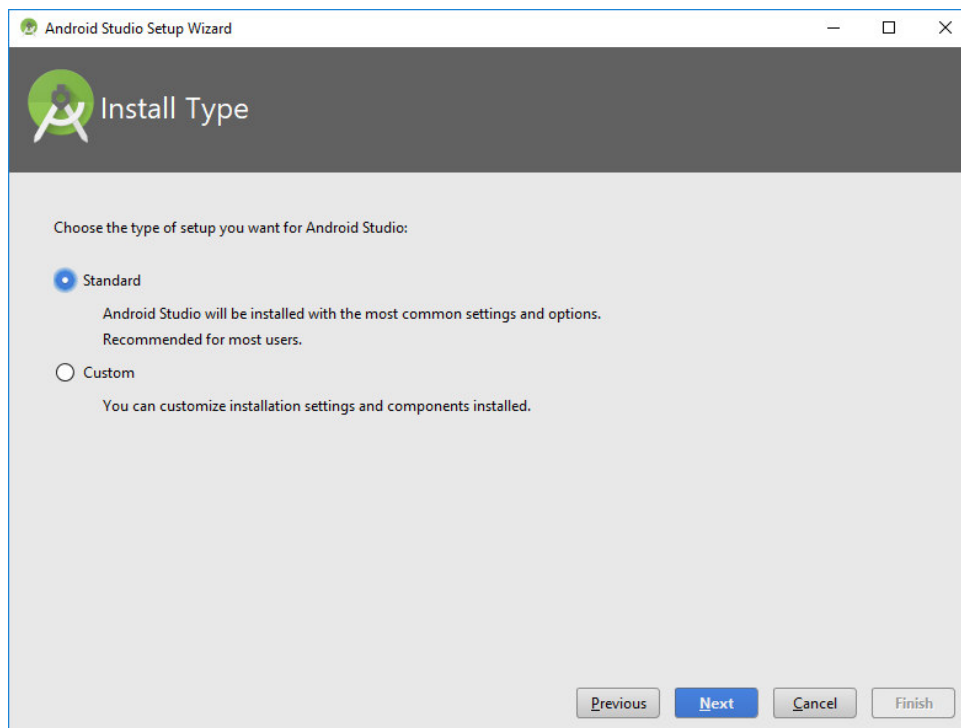 Android Studio Setup Wizard
Install Type
Choose the type of setup you want for Android Studio:
Standard
Android Studio will be installed with the most common settings and options.
Recommended for most users.
Custom
You can customize installation settings and components installed.
Previous Next Cancel Finish